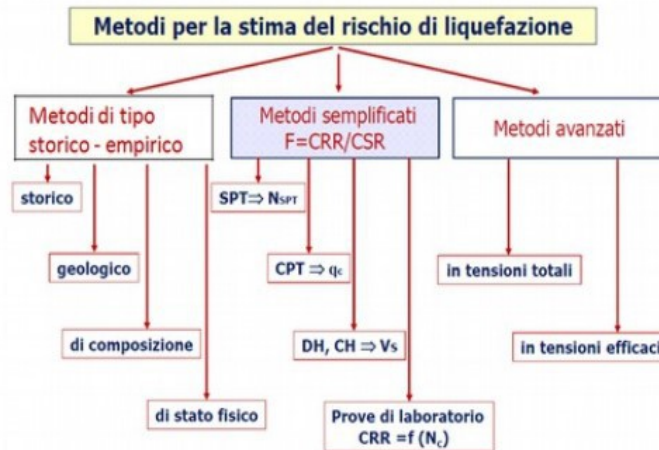 Metodi per la stima del rischio di liquefazione
Metodi di tipo
storico - empirico
Metodi semplificati
F=CRR/CSR
Metodi avanzati
storico
SPT⇒ NSPT
geologico
CPT ⇒ qc
in tensioni totali
di composizione
DH, CH ⇒ Vs
in tensioni efficaci
di stato fisico
Prove di laboratorio
CRR =f (Nc)